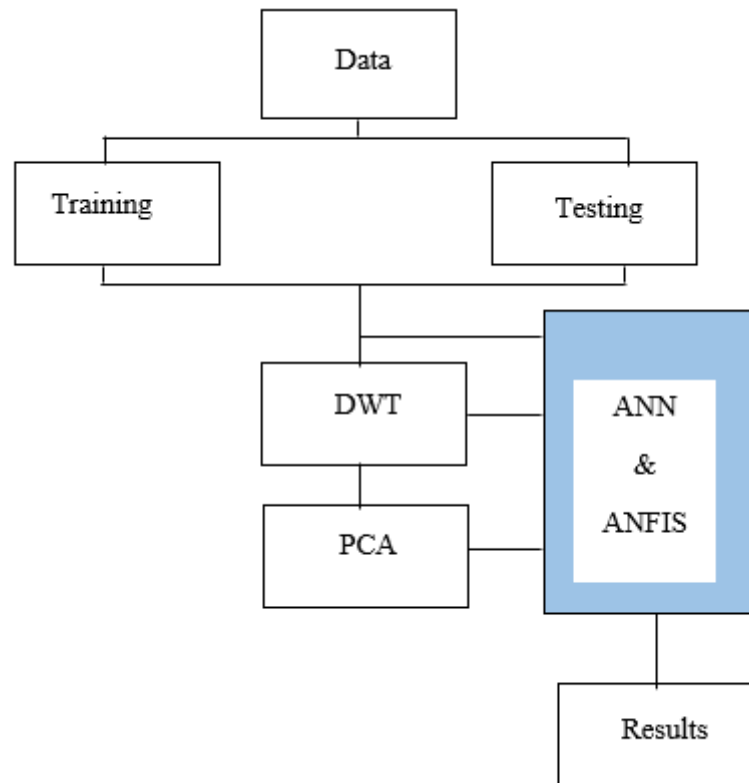 Data
Training
Testing
DWT
ANN
&
ANFIS
PCA
Results